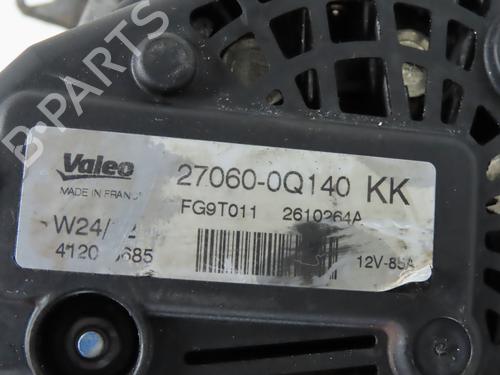 B-PARTS
Valeo
27060-0Q140 KK
MADE IN FRANCE
FG9T011 2610264A
12V-85A